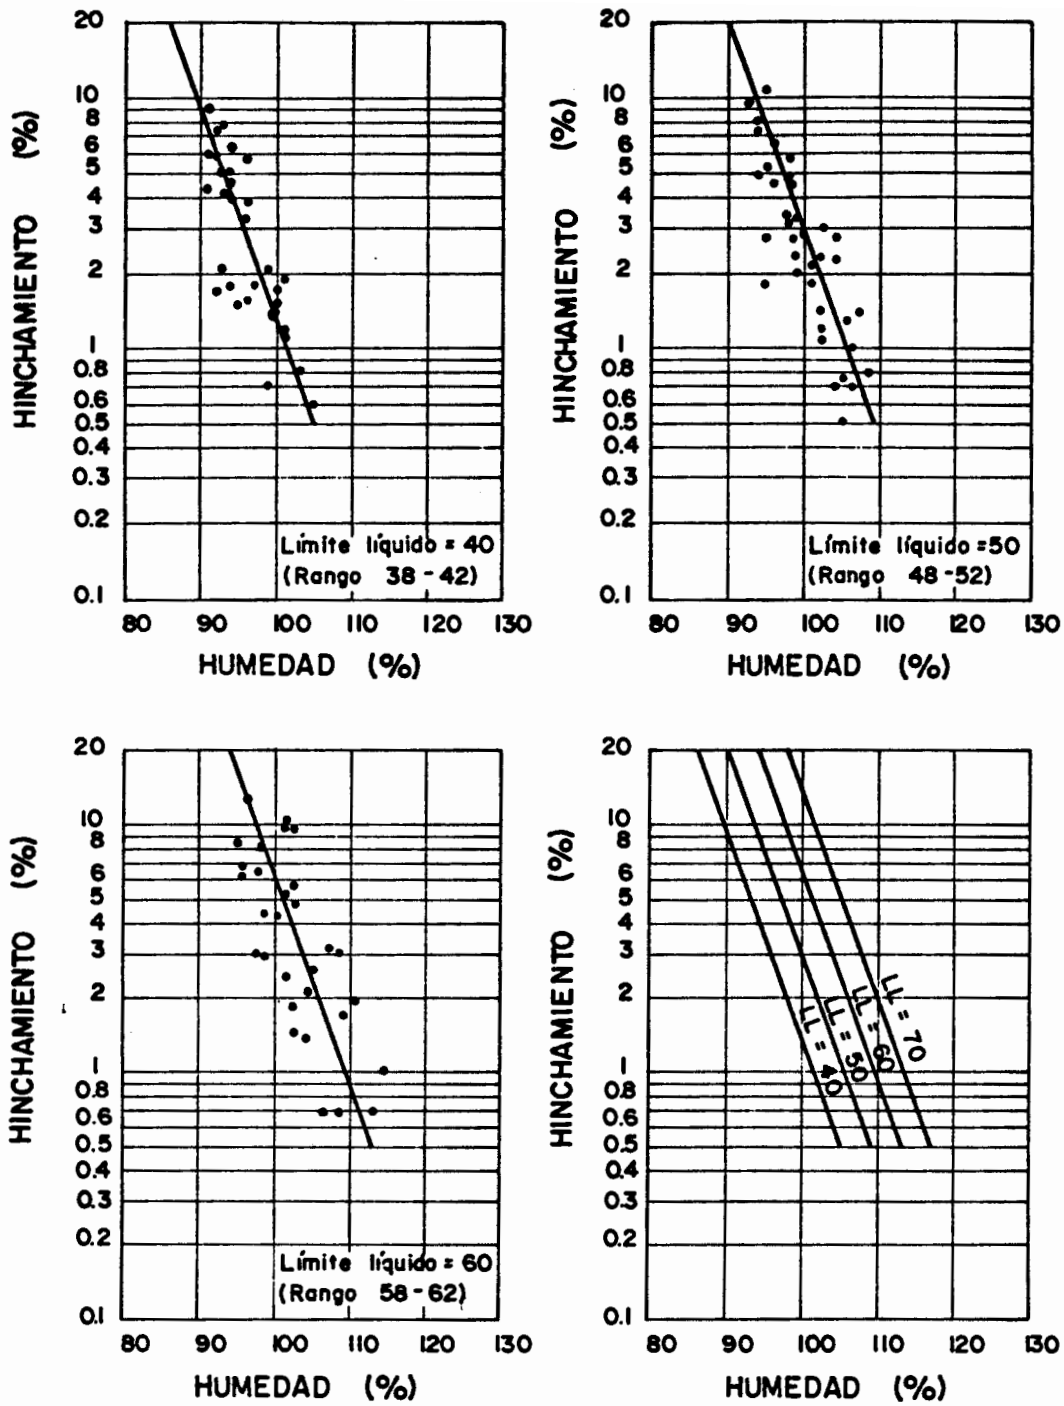 20
10
8
6
5
4
3
2
1
0.8
0.6
0.5
0.4
0.3
0.2
0.1
HINCHAMIENTO (%)
Límite líquido = 40
(Rango 38-42)
80 90 100 110 120 130
HUMEDAD (%)
20
10
8
6
5
4
3
2
1
0.8
0.6
0.5
0.4
0.3
0.2
0.1
HINCHAMIENTO (%)
Límite líquido =50
(Rango 48-52)
80 90 100 110 120 130
HUMEDAD (%)
20
10
8
6
5
4
3
2
1
0.8
0.6
0.5
0.4
0.3
0.2
0.1
HINCHAMIENTO (%)
Límite líquido = 60
(Rango 58-62)
80 90 100 110 120 130
HUMEDAD (%)
20
10
8
6
5
4
3
2
1
0.8
0.6
0.5
0.4
0.3
0.2
0.1
HINCHAMIENTO (%)
LL = 40
LL = 50
LL = 60
LL = 70
80 90 100 110 120 130
HUMEDAD (%)